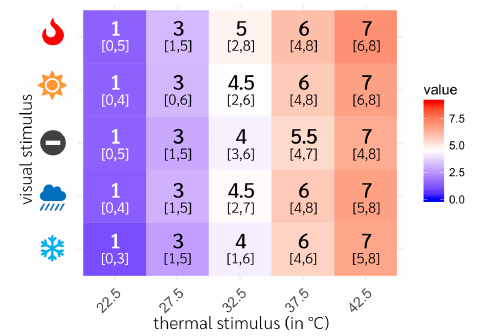 1 3 5 6 7
[0,5] [1,5] [2,8] [4,8] [6,8]
1 3 4.5 6 7
[0,4] [0,6] [2,6] [4,8] [6,8]
1 3 4 5.5 7
[0,5] [1,5] [3,6] [4,7] [4,8]
1 3 4.5 6 7
[0,4] [1,5] [2,7] [4,8] [5,8]
1 3 4 6 7
[0,3] [1,5] [1,6] [4,6] [5,8]
visual stimulus
22.5 27.5 32.5 37.5 42.5
thermal stimulus (in °C)
value
7.5
5.0
2.5
0.0